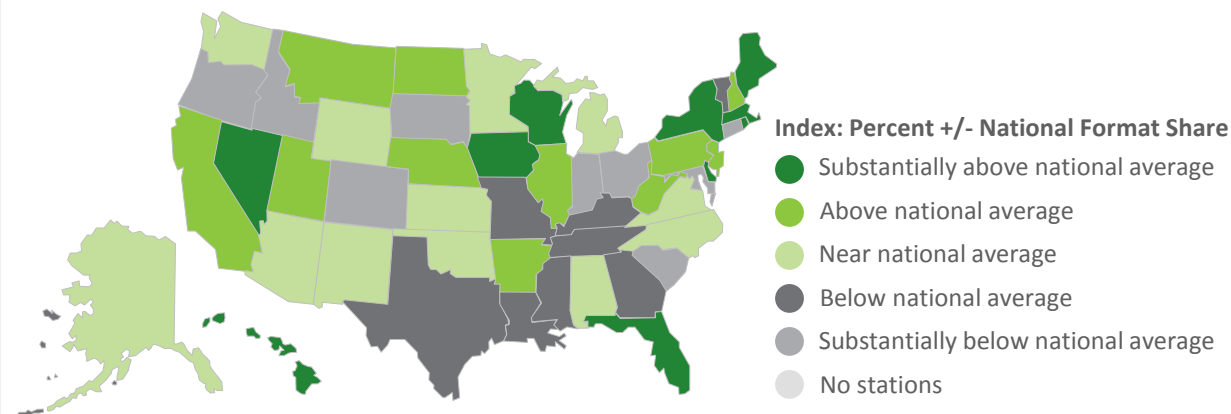 Index: Percent +/- National Format Share
Substantially above national average
Above national average
Near national average
Below national average
Substantially below national average
No stations